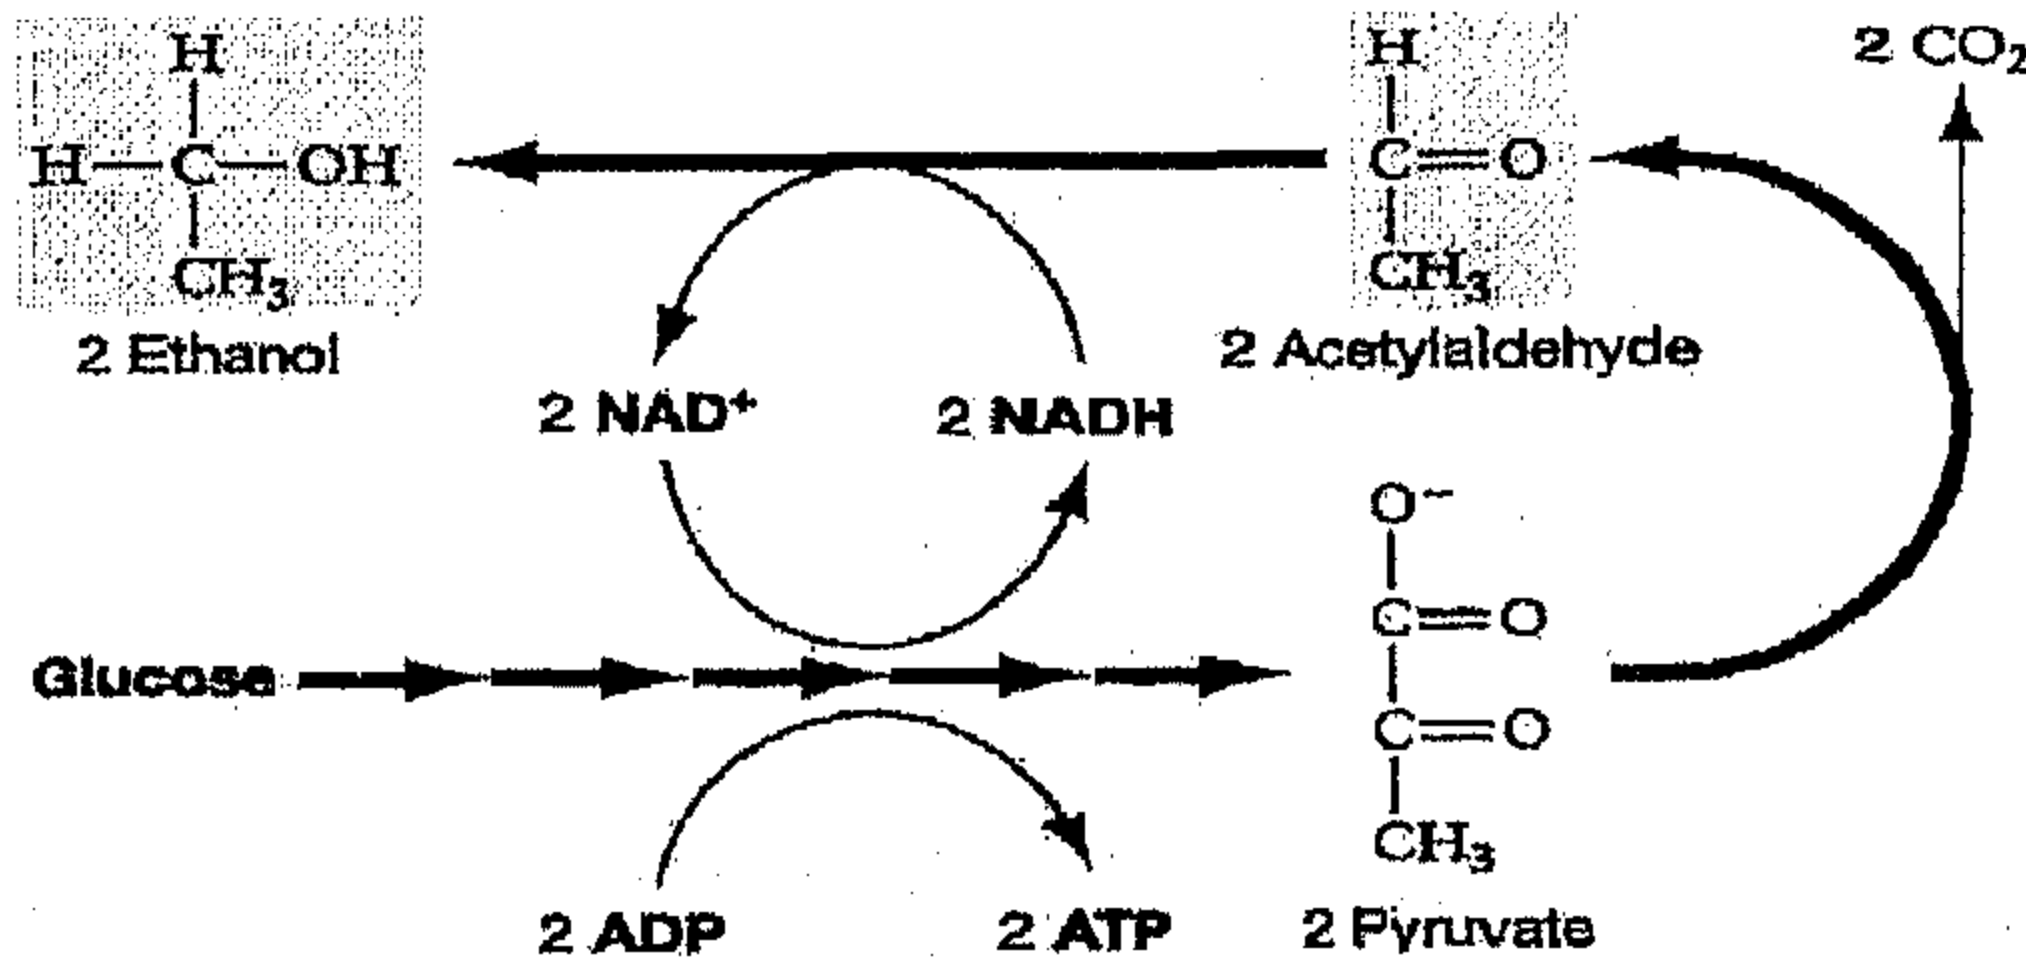 H
H—C—OH
CH₃
2 Ethanol
H
C=O
CH₃
2 Acetylaldehyde
2 CO₂
2 NAD⁺
2 NADH
O⁻
C=O
C=O
CH₃
Glucose
2 ADP
2 ATP
2 Pyruvate